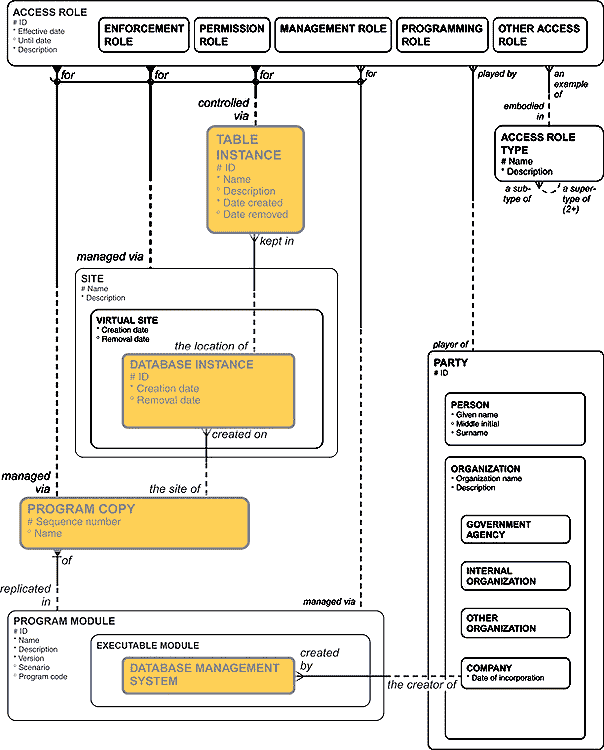 ACCESS ROLE
# ID
* Effective date
° Until date
* Description
ENFORCEMENT
ROLE
PERMISSION
ROLE
MANAGEMENT ROLE
PROGRAMMING
ROLE
OTHER ACCESS
ROLE
for
for
for
for
played by
an
example
of
controlled
via
embodied
in
TABLE
INSTANCE
# ID
* Name
° Description
* Date created
° Date removed
ACCESS ROLE
TYPE
# Name
* Description
a sub-
type of
a super-
type of
(2+)
kept in
managed via
SITE
# Name
* Description
VIRTUAL SITE
* Creation date
° Removal date
the location of
DATABASE INSTANCE
# ID
* Creation date
° Removal date
created on
player of
PARTY
# ID
PERSON
* Given name
° Middle initial
* Surname
ORGANIZATION
* Organization name
* Description
GOVERNMENT
AGENCY
INTERNAL
ORGANIZATION
OTHER
ORGANIZATION
COMPANY
* Date of incorporation
managed
via
the site of
PROGRAM COPY
# Sequence number
° Name
of
replicated
in
managed via
PROGRAM MODULE
# ID
* Name
* Description
* Version
° Scenario
° Program code
EXECUTABLE MODULE
DATABASE MANAGEMENT
SYSTEM
created
by
the creator of